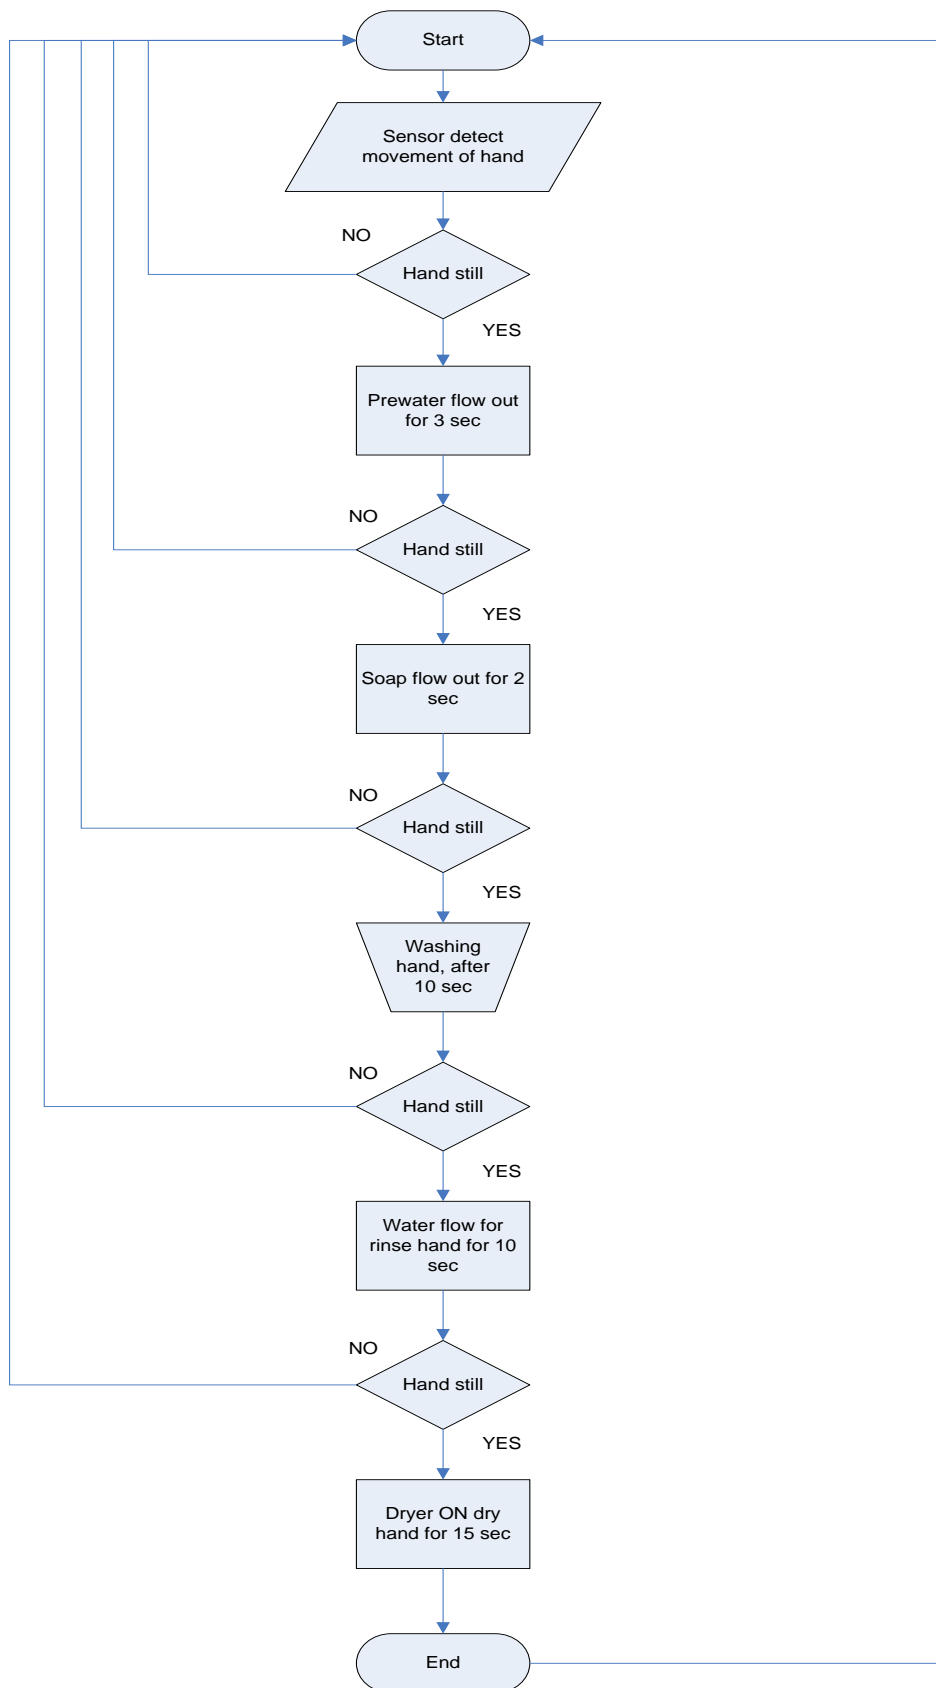 Start
Sensor detect
movement of hand
NO
Hand still
YES
Prewater flow out
for 3 sec
NO
Hand still
YES
Soap flow out for 2
sec
NO
Hand still
YES
Washing
hand, after
10 sec
NO
Hand still
YES
Water flow for
rinse hand for 10
sec
NO
Hand still
YES
Dryer ON dry
hand for 15 sec
End